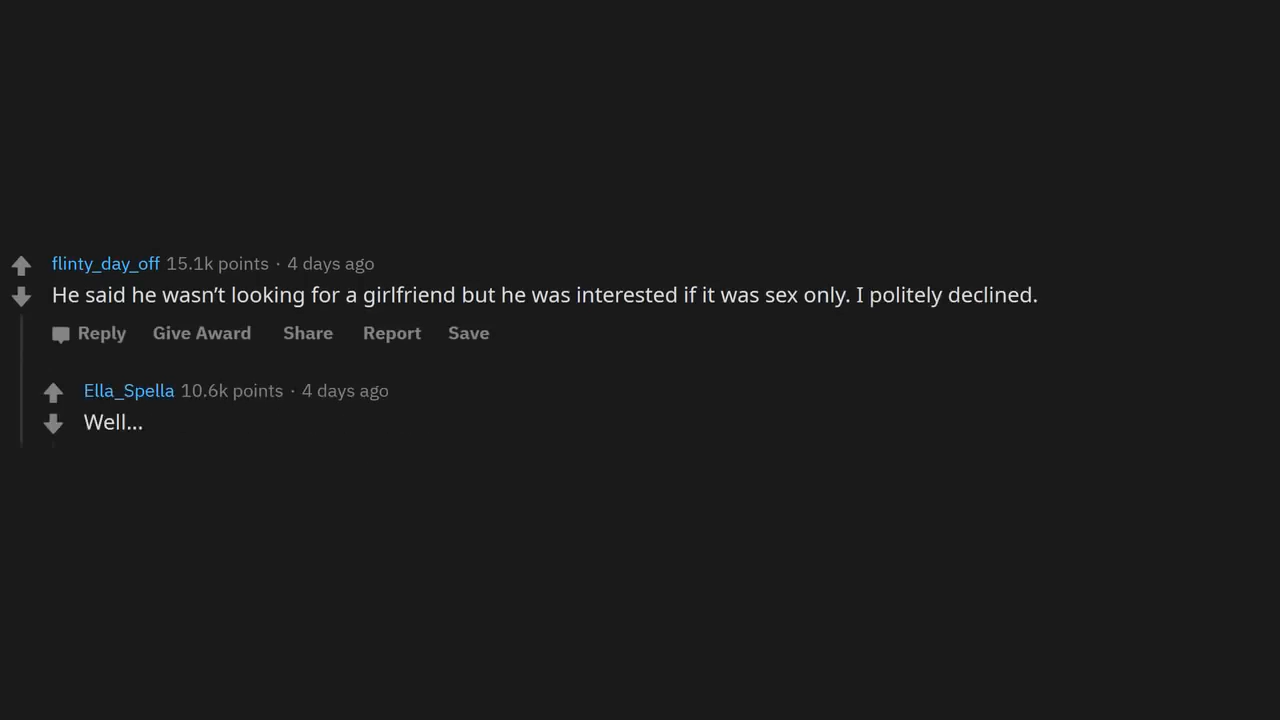 flinty_day_off 15.1k points · 4 days ago
He said he wasn’t looking for a girlfriend but he was interested if it was sex only. I politely declined.
Reply Give Award Share Report Save
Ella_Spella 10.6k points · 4 days ago
Well...